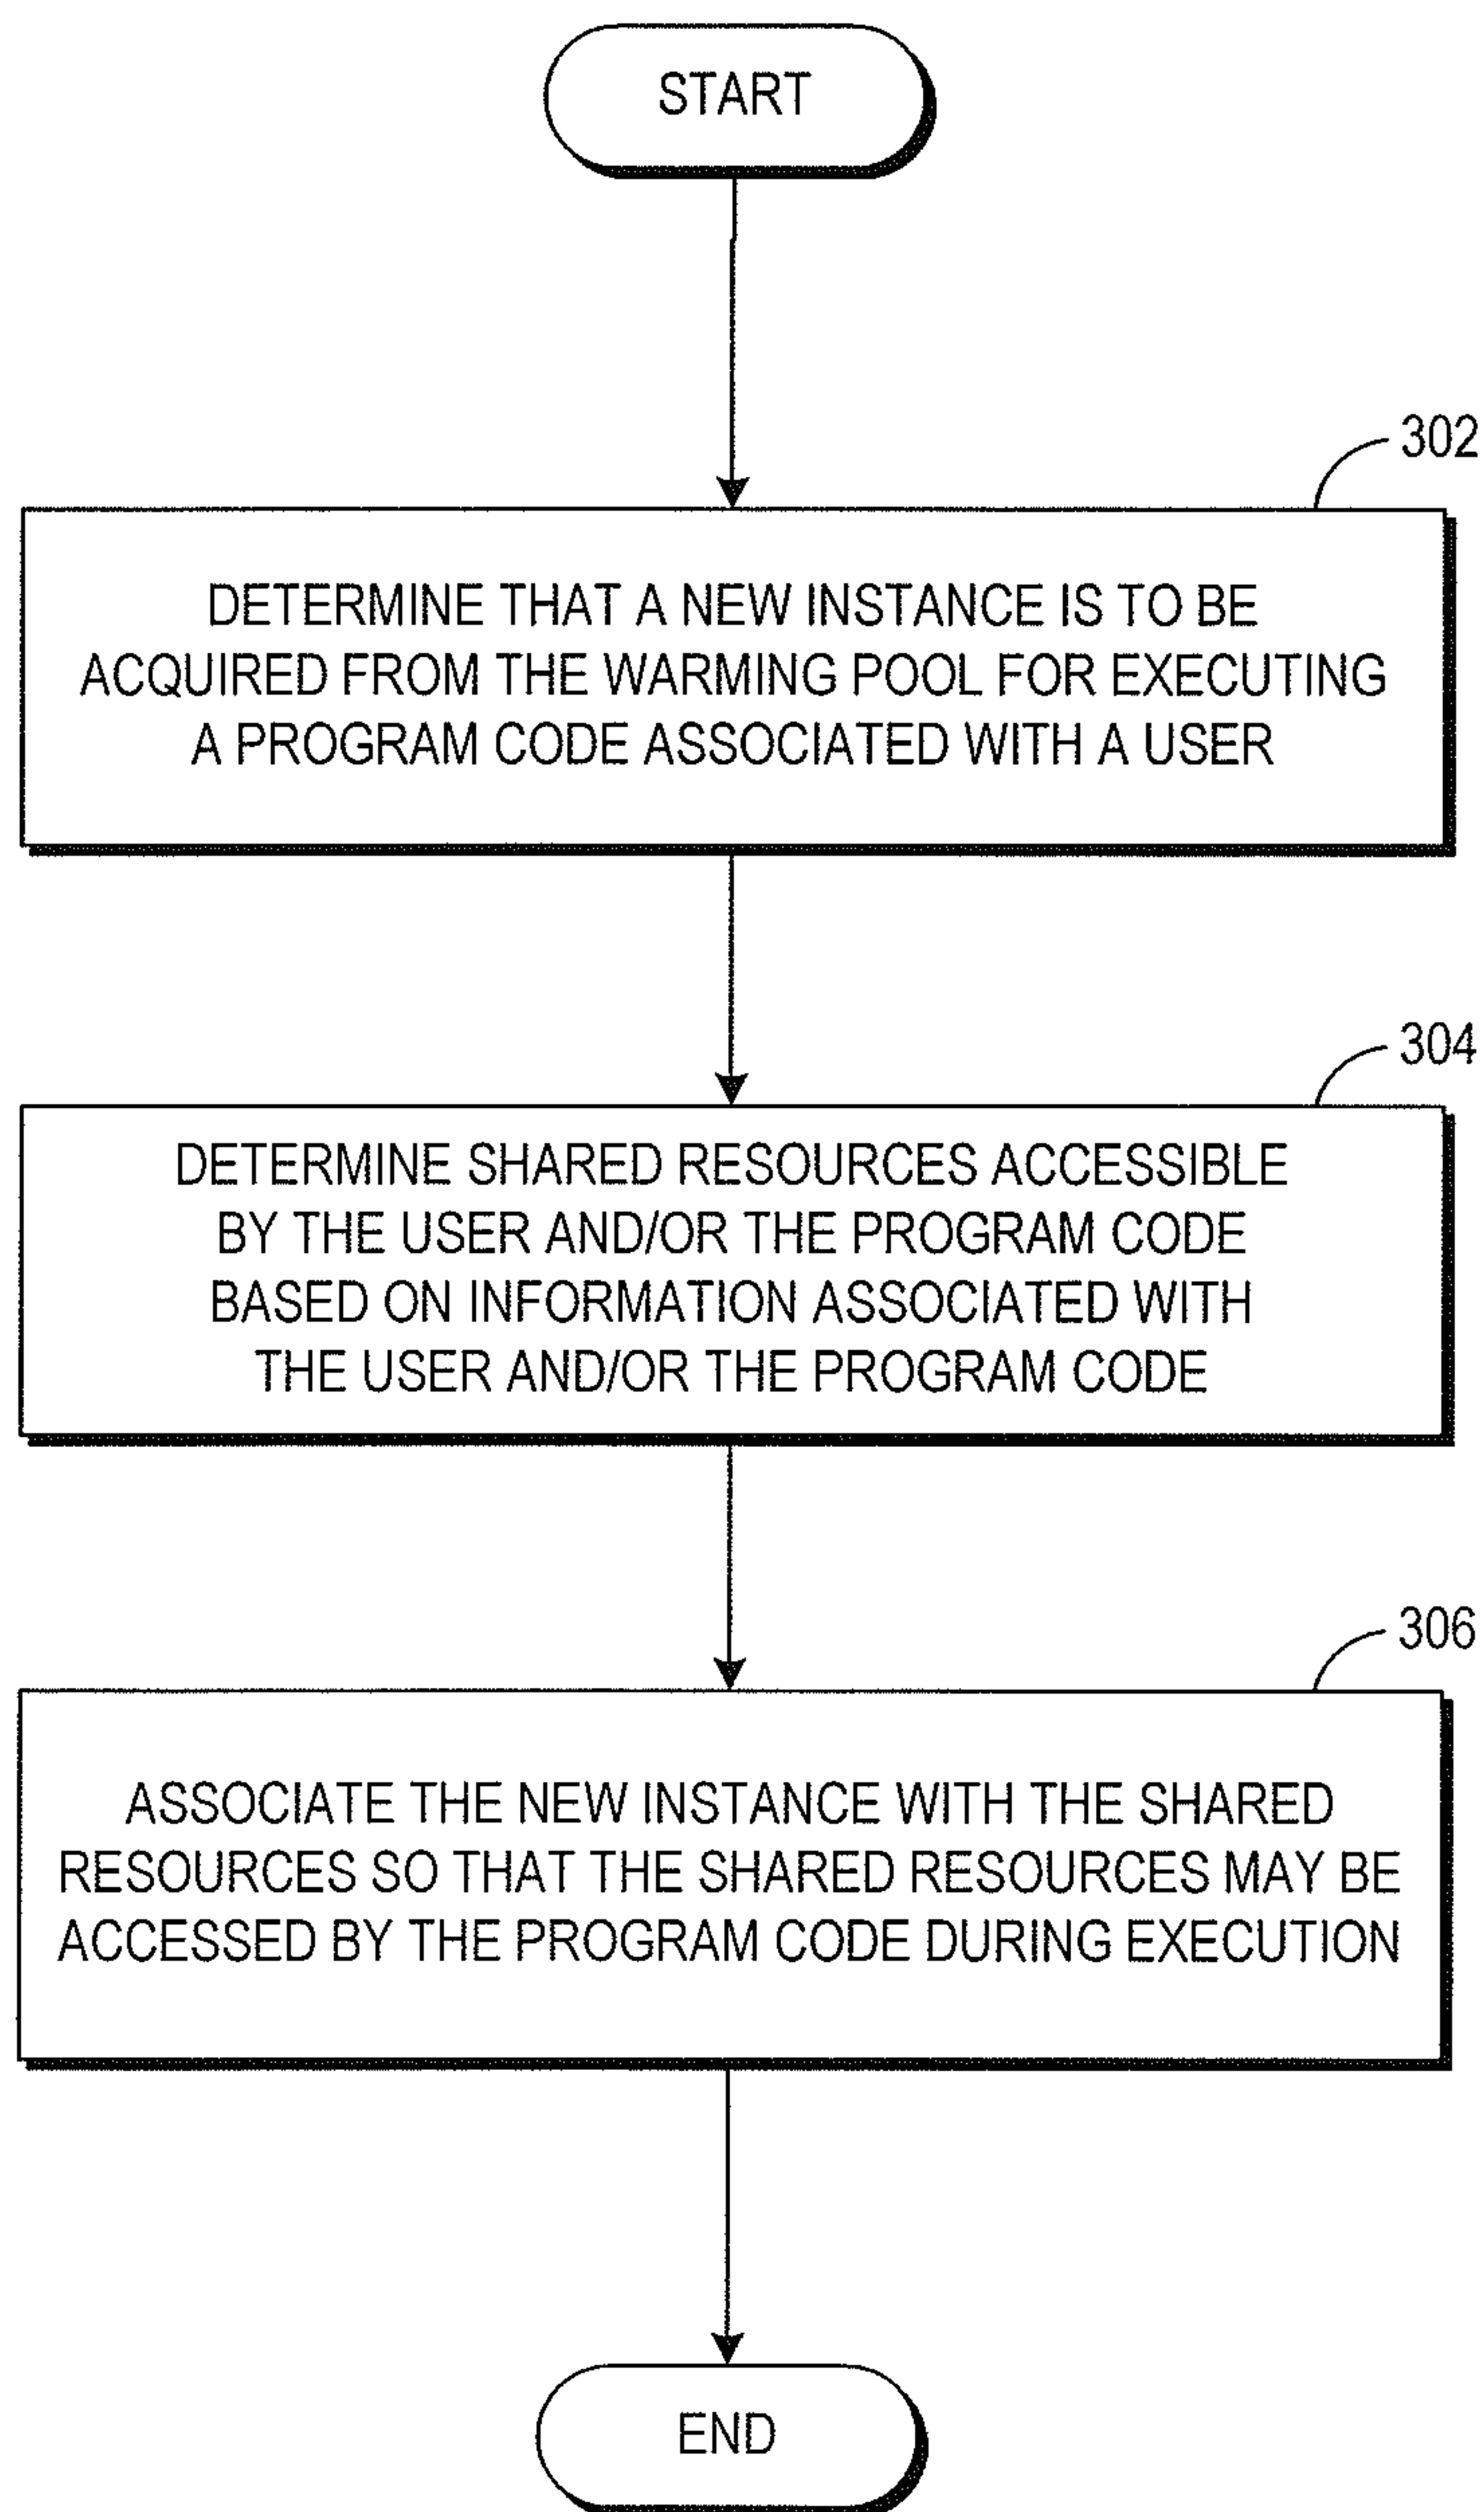 START
302
DETERMINE THAT A NEW INSTANCE IS TO BE
ACQUIRED FROM THE WARMING POOL FOR EXECUTING
A PROGRAM CODE ASSOCIATED WITH A USER
304
DETERMINE SHARED RESOURCES ACCESSIBLE
BY THE USER AND/OR THE PROGRAM CODE
BASED ON INFORMATION ASSOCIATED WITH
THE USER AND/OR THE PROGRAM CODE
306
ASSOCIATE THE NEW INSTANCE WITH THE SHARED
RESOURCES SO THAT THE SHARED RESOURCES MAY BE
ACCESSED BY THE PROGRAM CODE DURING EXECUTION
END